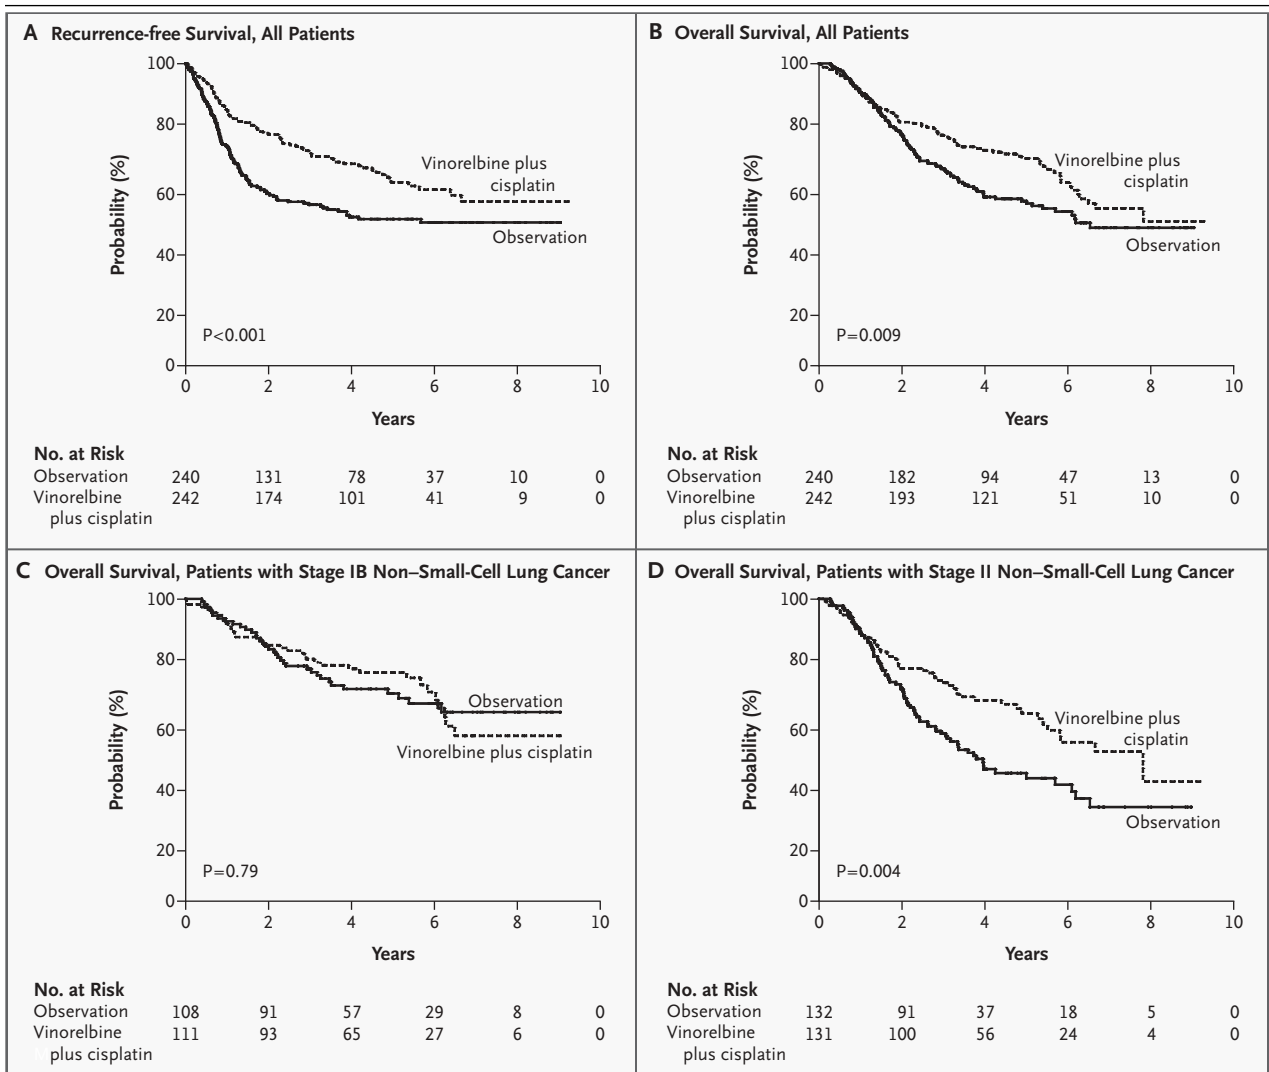 A Recurrence-free Survival, All Patients
100
80
60
40
20
0
Probability (%)
Vinorelbine plus
cisplatin
Observation
P<0.001
0 2 4 6 8 10
Years
No. at Risk
Observation 240 131 78 37 10 0
Vinorelbine 242 174 101 41 9 0
plus cisplatin
B Overall Survival, All Patients
100
80
60
40
20
0
Probability (%)
Vinorelbine plus
cisplatin
Observation
P=0.009
0 2 4 6 8 10
Years
No. at Risk
Observation 240 182 94 47 13 0
Vinorelbine 242 193 121 51 10 0
plus cisplatin
C Overall Survival, Patients with Stage IB Non–Small-Cell Lung Cancer
100
80
60
40
20
0
Probability (%)
Observation
Vinorelbine plus cisplatin
P=0.79
0 2 4 6 8 10
Years
No. at Risk
Observation 108 91 57 29 8 0
Vinorelbine 111 93 65 27 6 0
plus cisplatin
D Overall Survival, Patients with Stage II Non–Small-Cell Lung Cancer
100
80
60
40
20
0
Probability (%)
Vinorelbine plus
cisplatin
Observation
P=0.004
0 2 4 6 8 10
Years
No. at Risk
Observation 132 91 37 18 5 0
Vinorelbine 131 100 56 24 4 0
plus cisplatin